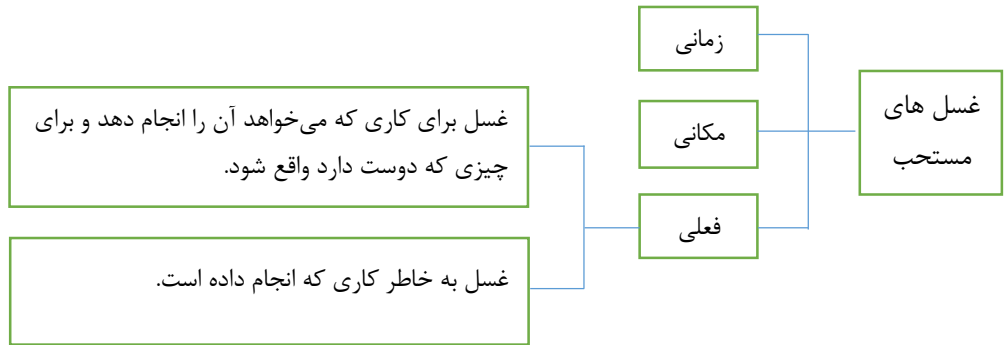 غسل های
مستحب
زمانی
مکانی
فعلی
غسل برای کاری که می‌خواهد آن را انجام دهد و برای
چیزی که دوست دارد واقع شود.
غسل به خاطر کاری که انجام داده است.